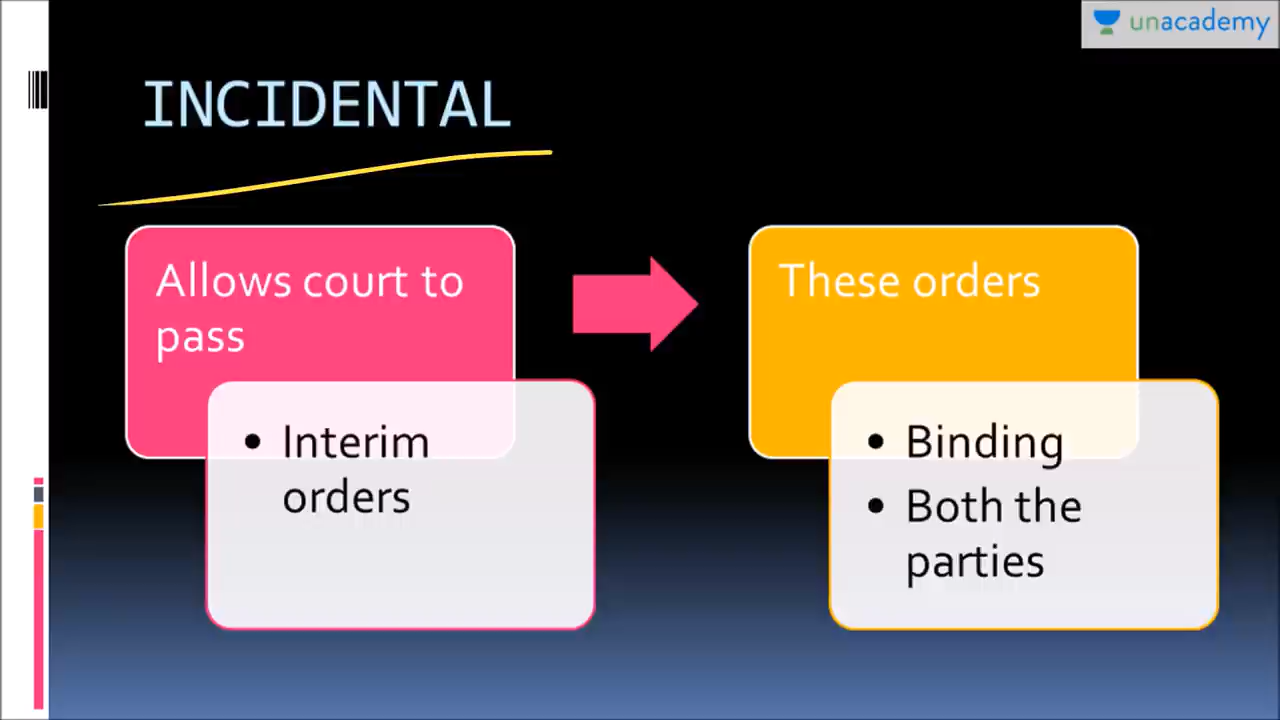 unacademy
INCIDENTAL
Allows court to
pass
• Interim
orders
These orders
• Binding
• Both the
parties